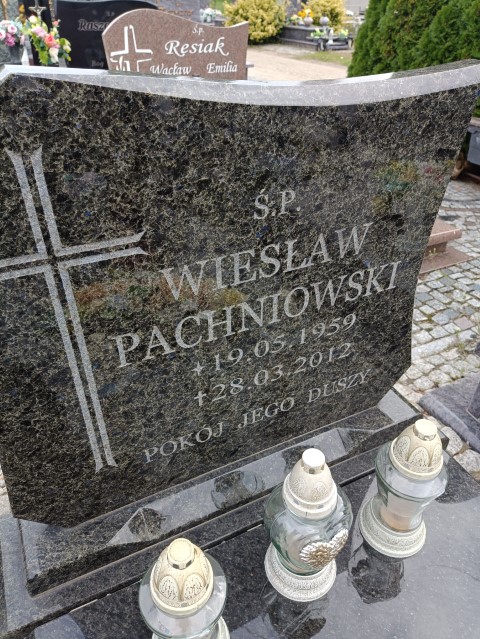 Ś.P.
Resiak
Wacław Emilia
Ś.P.
WIESŁAW
PACHNIOWSKI
* 19.05.1959
† 28.03.2012
POKÓJ JEGO DUSZY